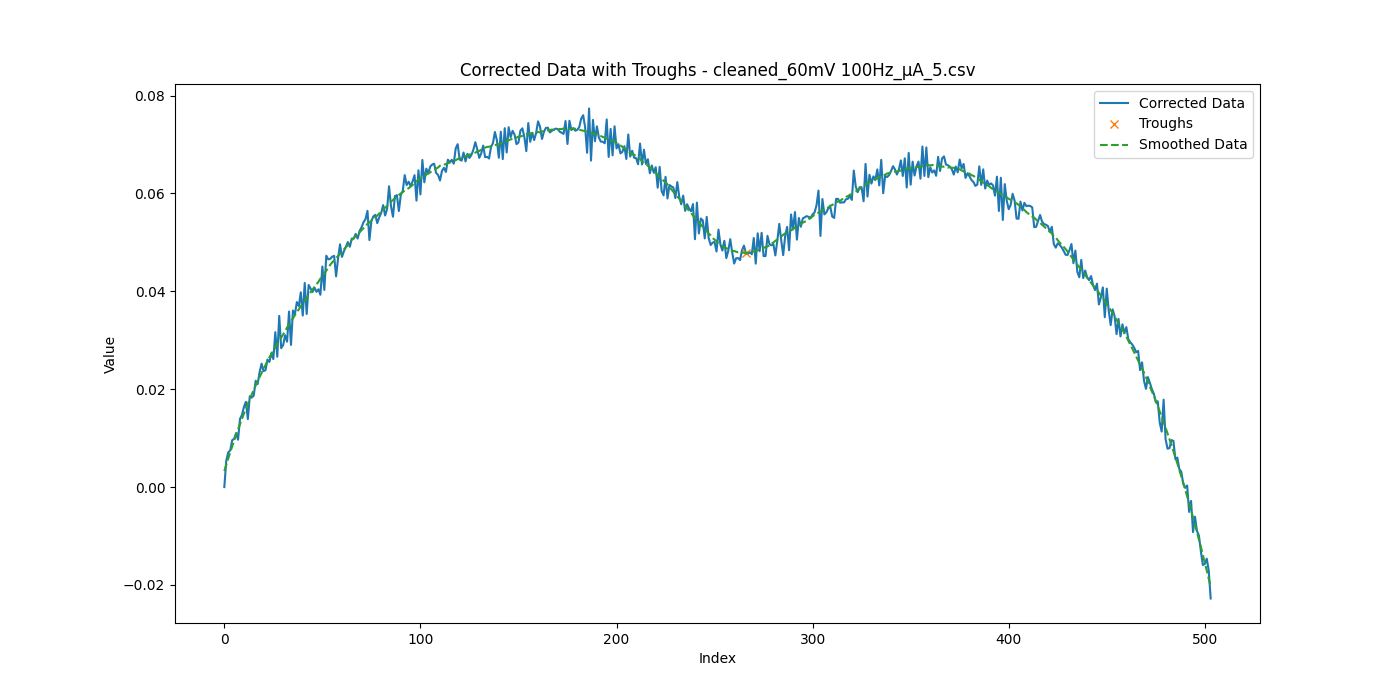 Corrected Data with Troughs - cleaned_60mV 100Hz_μA_5.csv
Corrected Data
Troughs
Smoothed Data
Value
0.08
0.06
0.04
0.02
0.00
−0.02
0
100
200
300
400
500
Index